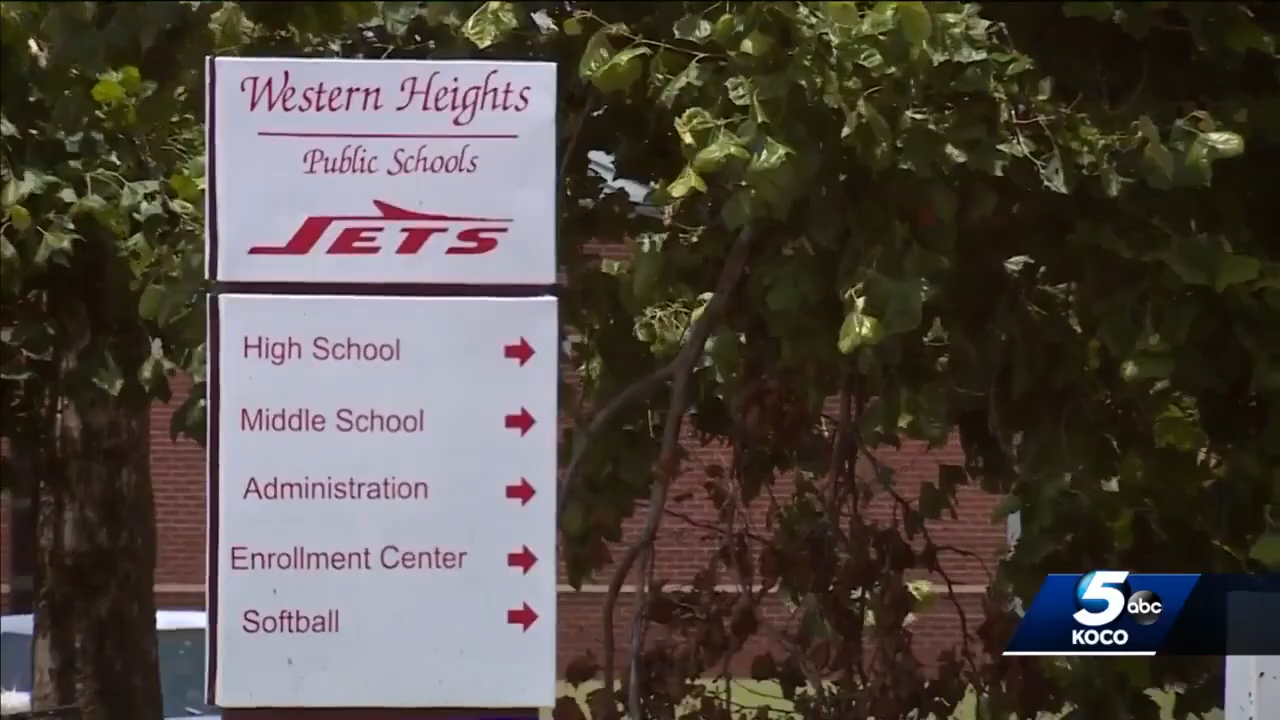 Western Heights
Public Schools
JETS
High School
Middle School
Administration
Enrollment Center
Softball
5 abc
KOCO